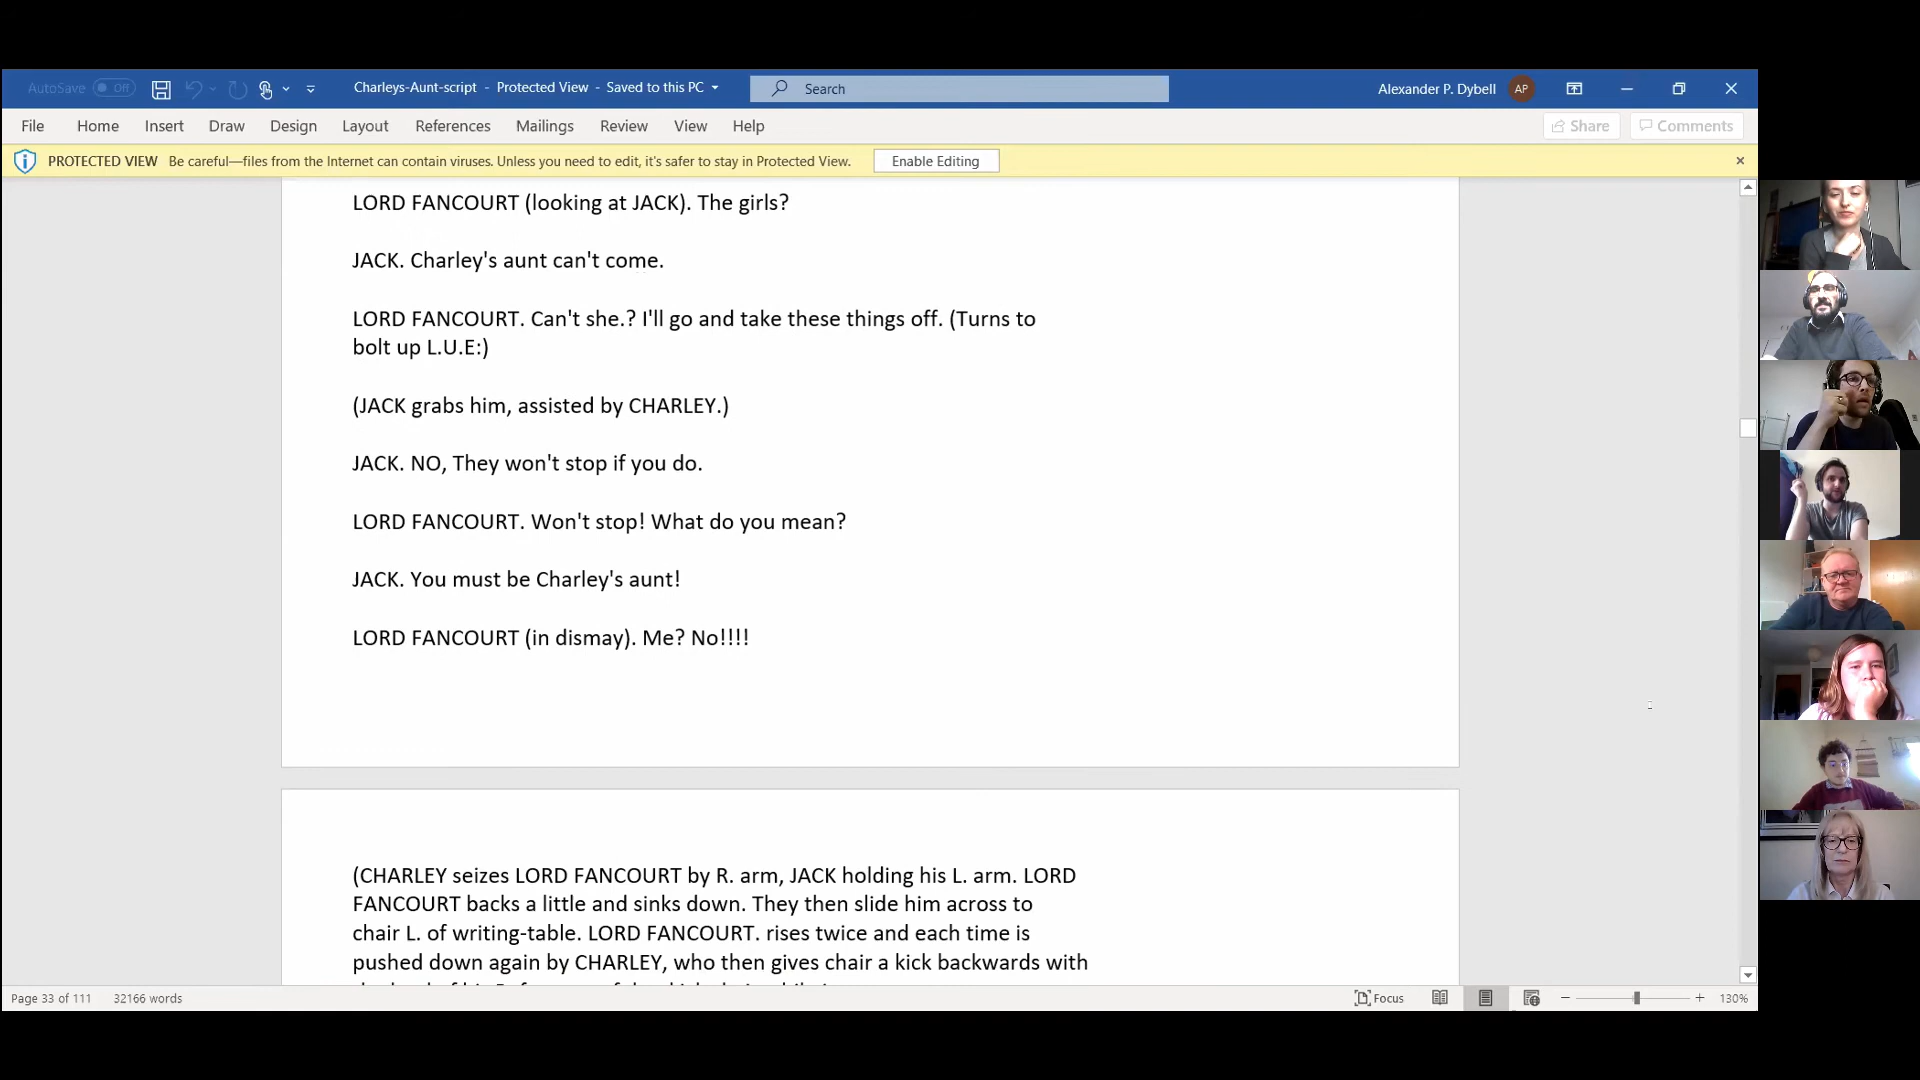 AutoSave Off
Charleys-Aunt-script - Protected View - Saved to this PC
Search
Alexander P. Dybell AP
File Home Insert Draw Design Layout References Mailings Review View Help
Share Comments
PROTECTED VIEW Be careful—files from the Internet can contain viruses. Unless you need to edit, it's safer to stay in Protected View. Enable Editing
LORD FANCOURT (looking at JACK). The girls?
JACK. Charley's aunt can't come.
LORD FANCOURT. Can't she.? I'll go and take these things off. (Turns to
bolt up L.U.E:)
(JACK grabs him, assisted by CHARLEY.)
JACK. NO, They won't stop if you do.
LORD FANCOURT. Won't stop! What do you mean?
JACK. You must be Charley's aunt!
LORD FANCOURT (in dismay). Me? No!!!!
(CHARLEY seizes LORD FANCOURT by R. arm, JACK holding his L. arm. LORD
FANCOURT backs a little and sinks down. They then slide him across to
chair L. of writing-table. LORD FANCOURT. rises twice and each time is
pushed down again by CHARLEY, who then gives chair a kick backwards with
Page 33 of 111 32166 words
Focus
130%